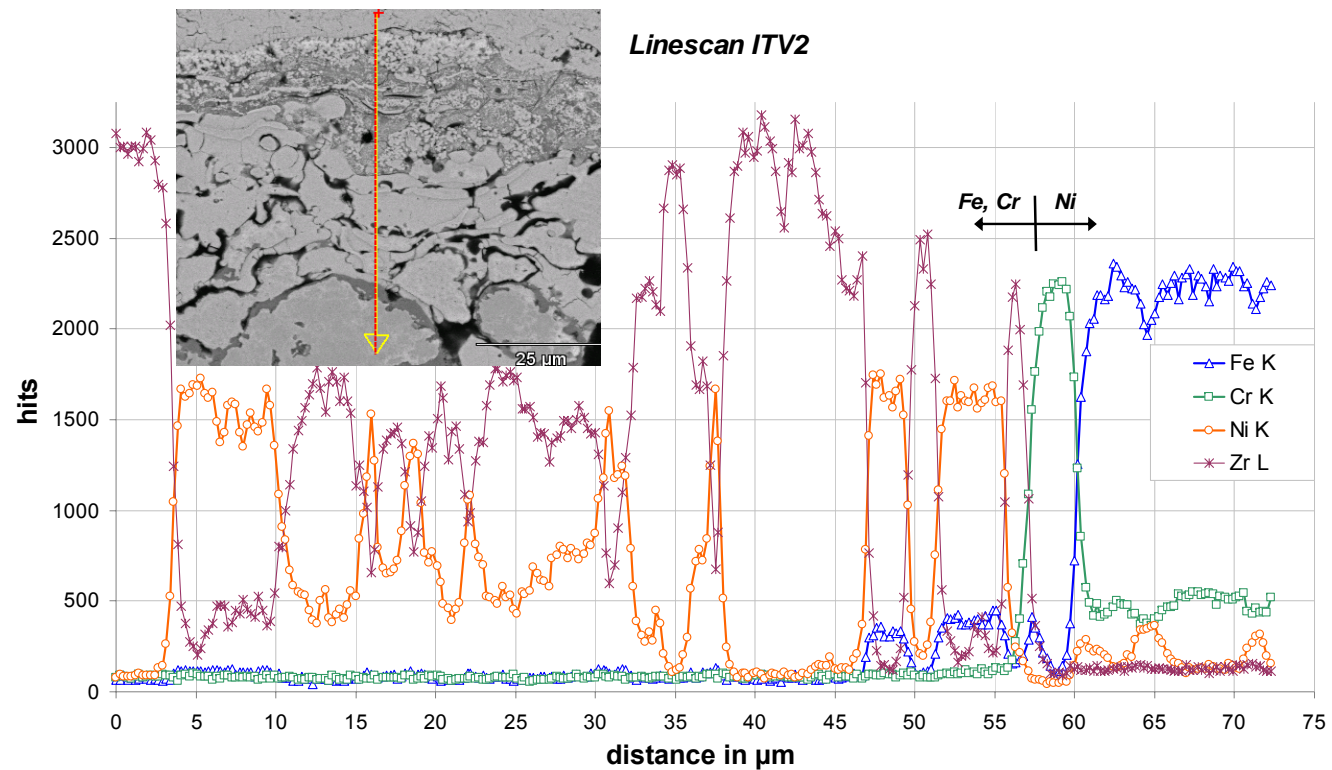 Linescan ITV2
25 µm
hits
3000
2500
2000
1500
1000
500
0
Fe, Cr Ni
Fe K
Cr K
Ni K
Zr L
0 5 10 15 20 25 30 35 40 45 50 55 60 65 70 75
distance in µm